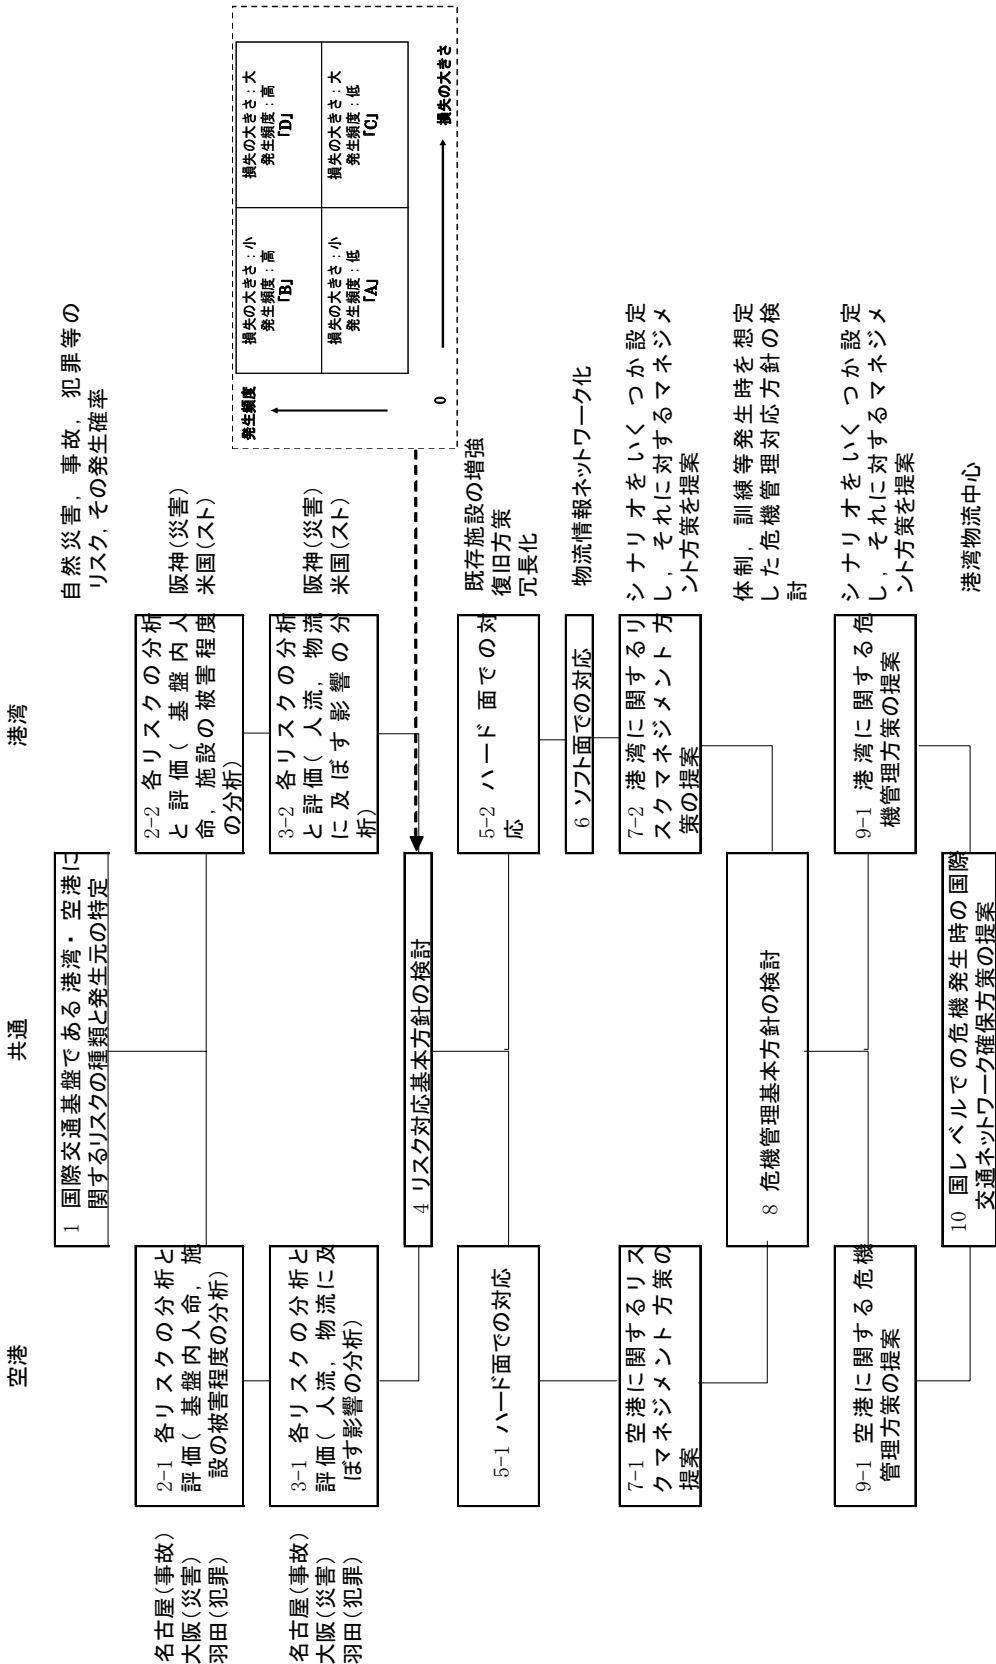 空港
共通
港湾
1 国際交通基盤である港湾・空港に
関するリスクの種類と発生元の特定
自然災害，事故，犯罪等の
リスク，その発生確率
名古屋(事故)
大阪(災害)
羽田(犯罪)
2-1 各リスクの分析と
評価(基盤内人命，施
設の被害程度の分析)
2-2 各リスクの分析
と評価(基盤内人
命，施設の被害程度
の分析)
阪神(災害)
米国(スト)
名古屋(事故)
大阪(災害)
羽田(犯罪)
3-1 各リスクの分析と
評価(人流，物流に及
ぼす影響の分析)
3-2 各リスクの分析
と評価(人流，物流
に及ぼす影響の分
析)
阪神(災害)
米国(スト)
発生頻度
損失の大きさ：小
発生頻度：高
「B」
損失の大きさ：大
発生頻度：高
「D」
損失の大きさ：小
発生頻度：低
「A」
損失の大きさ：大
発生頻度：低
「C」
0
損失の大きさ
4 リスク対応基本方針の検討
5-1 ハード面での対応
5-2 ハード面での対
応
既存施設の増強
復旧方策
冗長化
6 ソフト面での対応
物流情報ネットワーク化
7-1 空港に関するリス
クマネジメント方策の
提案
7-2 港湾に関するリ
スクマネジメント方
策の提案
シナリオをいくつか設定
し，それに対するマネジメ
ント方策を提案
8 危機管理基本方針の検討
体制，訓練等発生時を想定
した危機管理対応方針の検
討
9-1 空港に関する危機
管理方策の提案
9-1 港湾に関する危
機管理方策の提案
シナリオをいくつか設定
し，それに対するマネジメ
ント方策を提案
10 国レベルでの危機発生時の国際
交通ネットワーク確保方策の提案
港湾物流中心